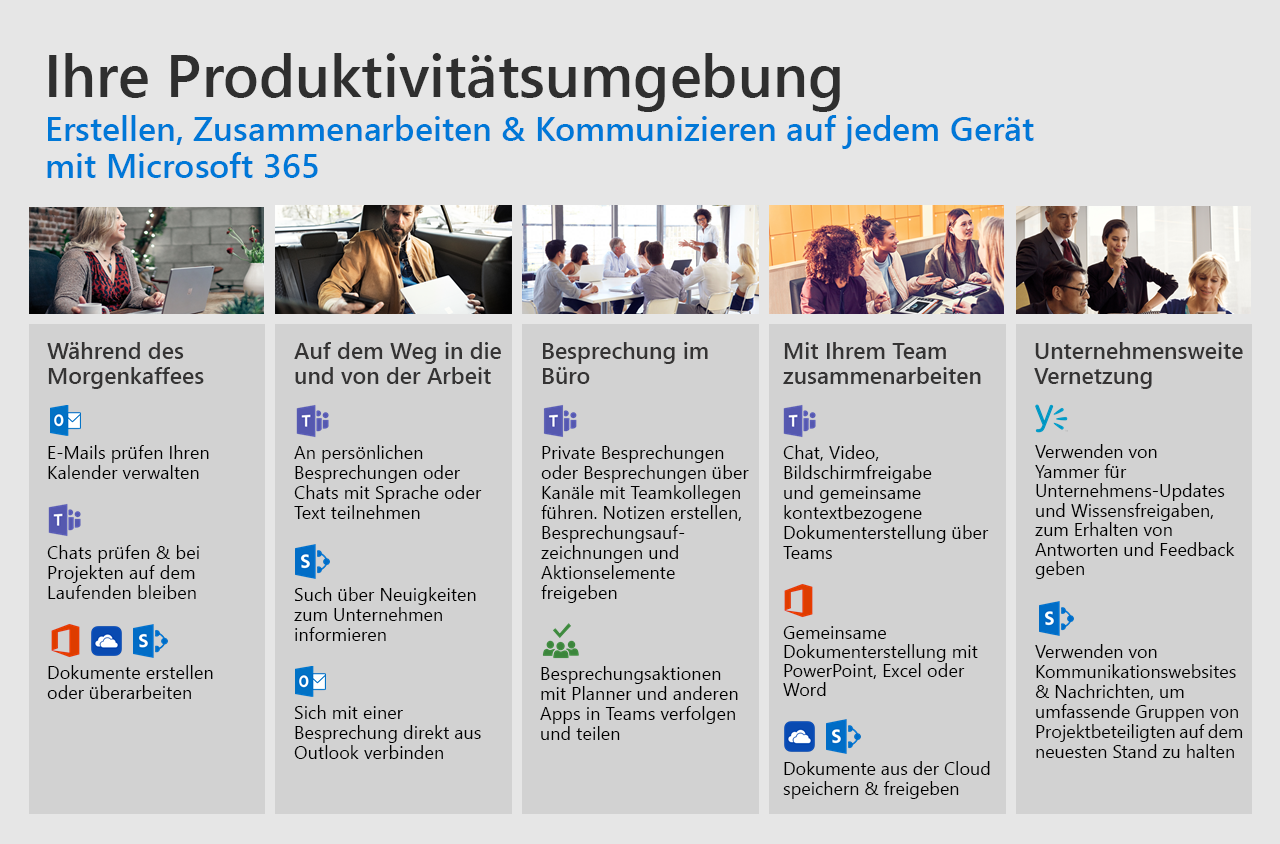 Ihre Produktivitätsumgebung
Erstellen, Zusammenarbeiten & Kommunizieren auf jedem Gerät
mit Microsoft 365
Während des
Morgenkaffees
E-Mails prüfen Ihren
Kalender verwalten
Chats prüfen & bei
Projekten auf dem
Laufenden bleiben
Dokumente erstellen
oder überarbeiten
Auf dem Weg in die
und von der Arbeit
An persönlichen
Besprechungen oder
Chats mit Sprache oder
Text teilnehmen
Such über Neuigkeiten
zum Unternehmen
informieren
Sich mit einer
Besprechung direkt aus
Outlook verbinden
Besprechung im
Büro
Private Besprechungen
oder Besprechungen über
Kanäle mit Teamkollegen
führen. Notizen erstellen,
Besprechungsauf-
zeichnungen und
Aktionselemente
freigeben
Besprechungsaktionen
mit Planner und anderen
Apps in Teams verfolgen
und teilen
Mit Ihrem Team
zusammenarbeiten
Chat, Video,
Bildschirmfreigabe
und gemeinsame
kontextbezogene
Dokumenterstellung über
Teams
Gemeinsame
Dokumenterstellung mit
PowerPoint, Excel oder
Word
Dokumente aus der Cloud
speichern & freigeben
Unternehmensweite
Vernetzung
Verwenden von
Yammer für
Unternehmens-Updates
und Wissensfreigaben,
zum Erhalten von
Antworten und Feedback
geben
Verwenden von
Kommunikationswebsites
& Nachrichten, um
umfassende Gruppen von
Projektbeteiligten auf dem
neuesten Stand zu halten